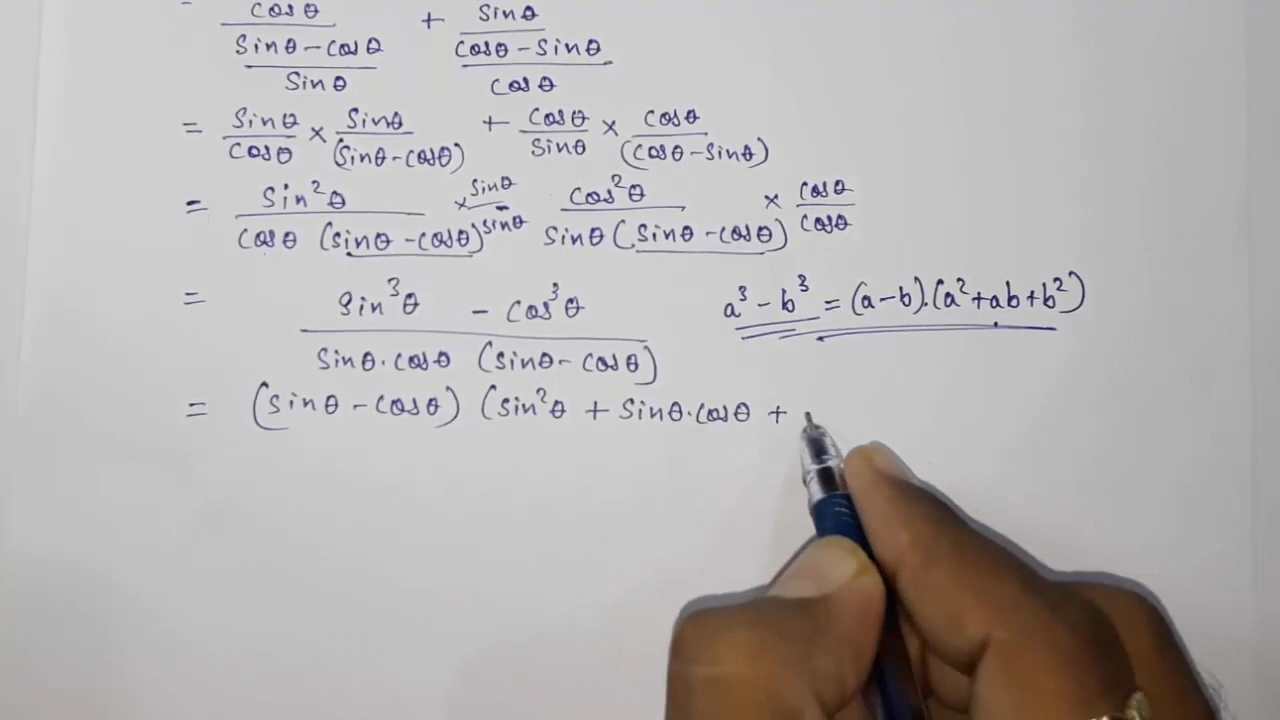 = cosθ + sinθ
sinθ - cosθ cosθ - sinθ
sinθ cosθ
= sinθ × sinθ + cosθ × cosθ
cosθ (sinθ - cosθ) sinθ (cosθ - sinθ)
= sin²θ × sinθ cos²θ × cosθ
cosθ (sinθ - cosθ) sinθ sinθ (sinθ - cosθ) cosθ
= sin³θ - cos³θ a³ - b³ = (a-b).(a²+ab+b²)
sinθ.cosθ (sinθ - cosθ)
= (sinθ - cosθ) (sin²θ + sinθ.cosθ +